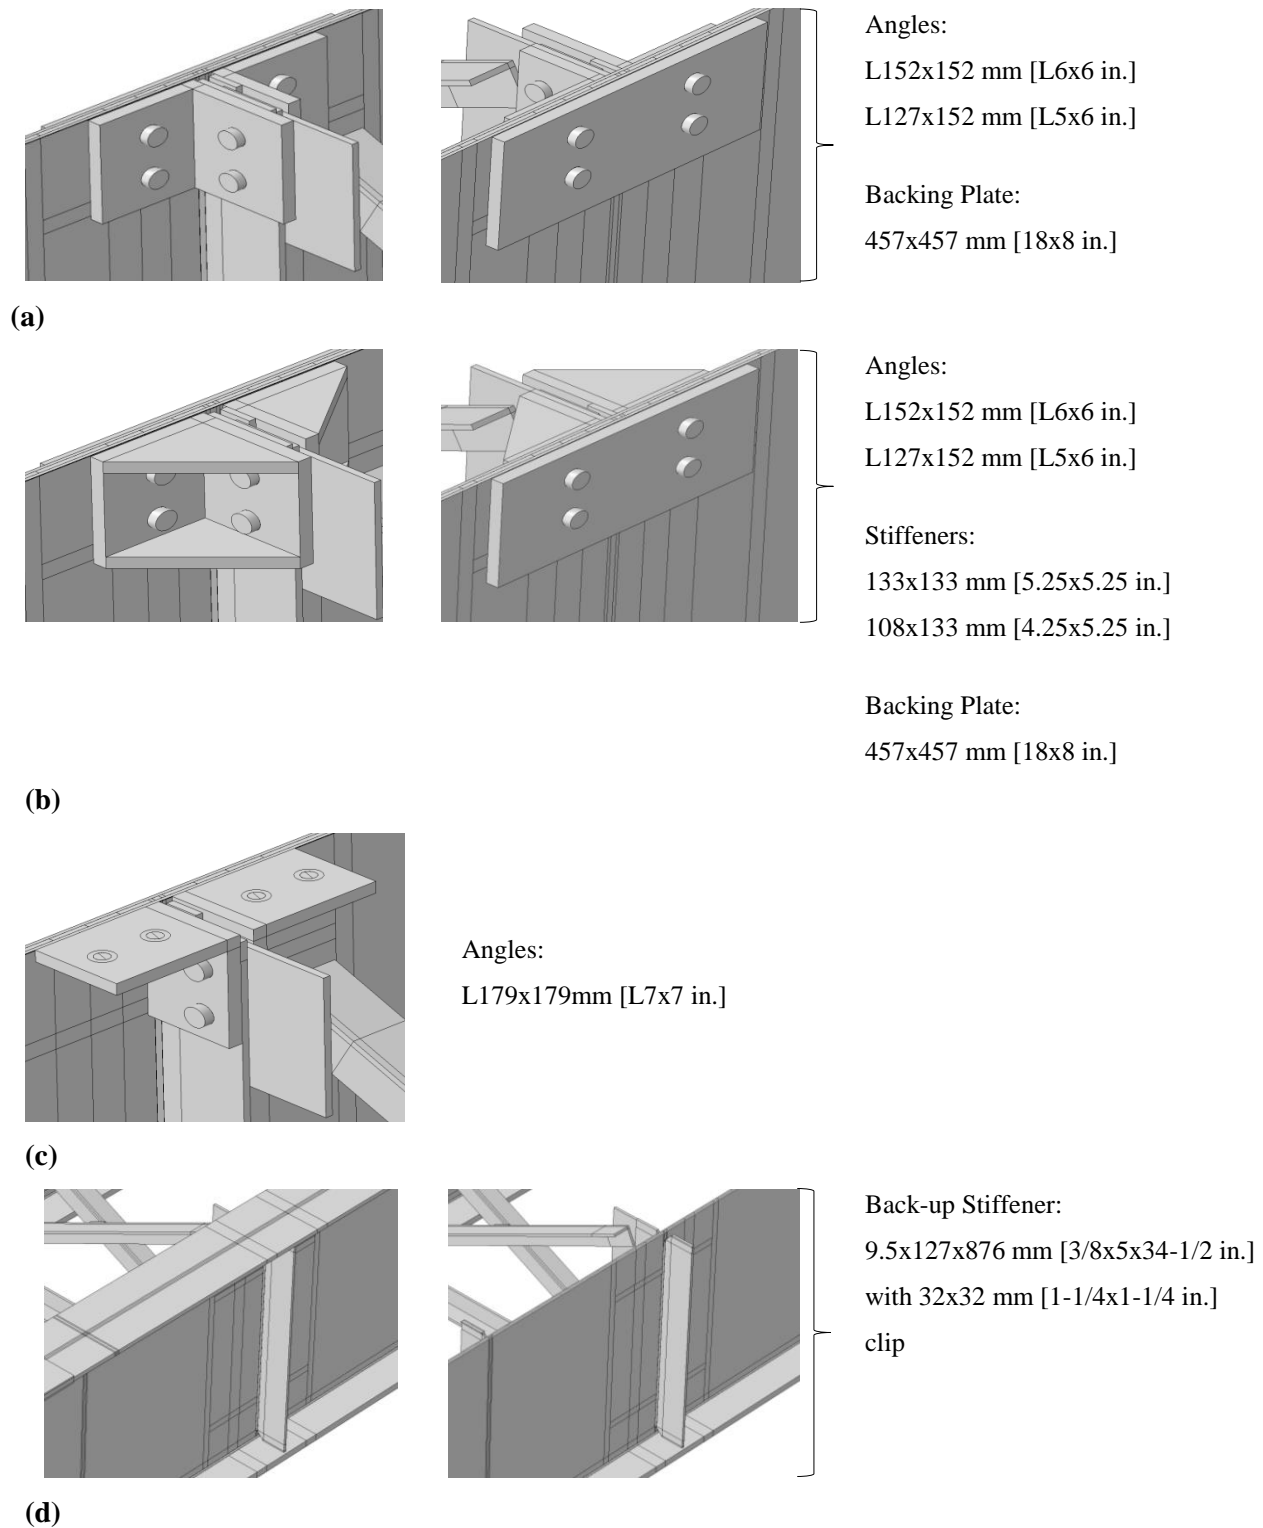 Angles:
L152x152 mm [L6x6 in.]
L127x152 mm [L5x6 in.]
Backing Plate:
457x457 mm [18x8 in.]
(a)
Angles:
L152x152 mm [L6x6 in.]
L127x152 mm [L5x6 in.]
Stiffeners:
133x133 mm [5.25x5.25 in.]
108x133 mm [4.25x5.25 in.]
Backing Plate:
457x457 mm [18x8 in.]
(b)
Angles:
L179x179mm [L7x7 in.]
(c)
Back-up Stiffener:
9.5x127x876 mm [3/8x5x34-1/2 in.]
with 32x32 mm [1-1/4x1-1/4 in.]
clip
(d)